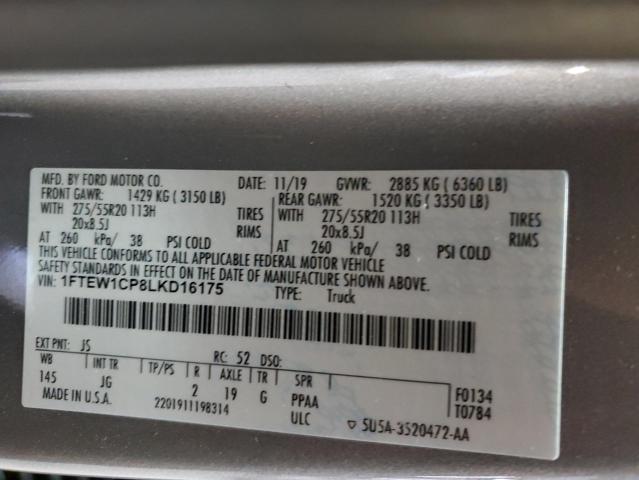 MFD. BY FORD MOTOR CO. DATE: 11/19 GVWR: 2885 KG ( 6360 LB)
FRONT GAWR: 1429 KG ( 3150 LB) REAR GAWR: 1520 KG ( 3350 LB)
WITH 275/55R20 113H TIRES WITH 275/55R20 113H TIRES
20x8.5J RIMS 20x8.5J RIMS
AT 260 kPa/ 38 PSI COLD AT 260 kPa/ 38 PSI COLD
THIS VEHICLE CONFORMS TO ALL APPLICABLE FEDERAL MOTOR VEHICLE
SAFETY STANDARDS IN EFFECT ON THE DATE OF MANUFACTURE SHOWN ABOVE.
VIN: 1FTEW1CP8LKD16175 TYPE: Truck
EXT PNT: JS RC: 52 DSO:
WB INT TR TP/PS R AXLE TR SPR
145 JG 2 19 G PPAA F0134
MADE IN U.S.A. 2201911198314 ULC T0784
5U5A-3520472-AA